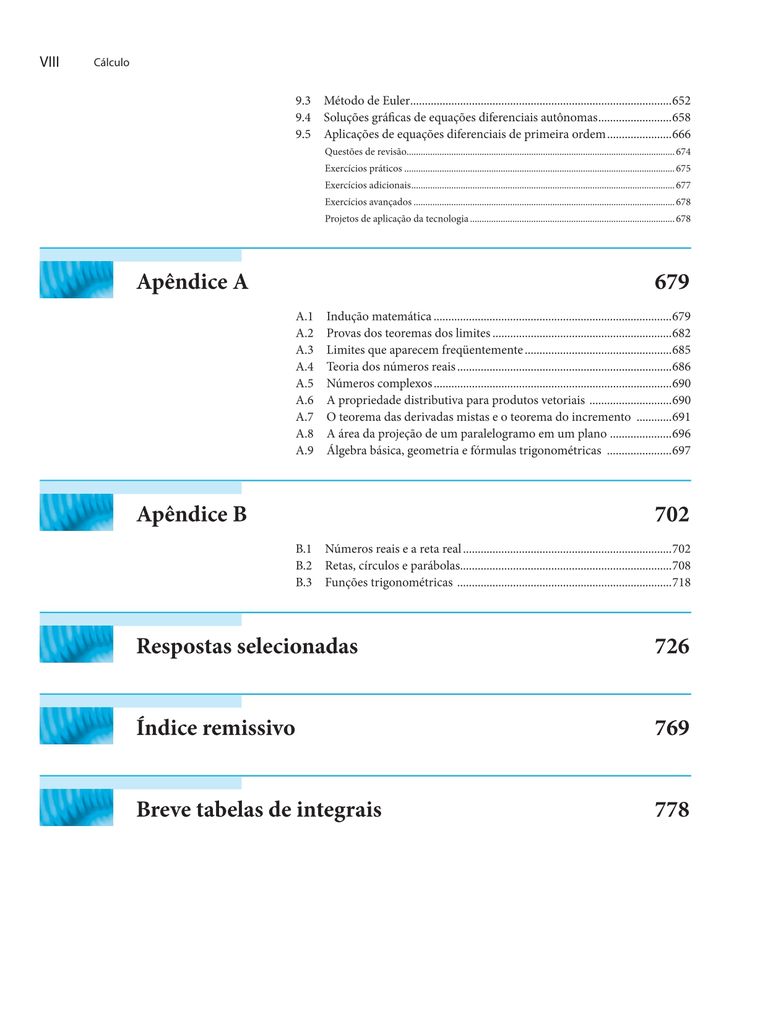 VIII Cálculo
9.3 Método de Euler.........................................................................................652
9.4 Soluções gráficas de equações diferenciais autônomas.........................658
9.5 Aplicações de equações diferenciais de primeira ordem......................666
Questões de revisão.............................................................................................................674
Exercícios práticos ..............................................................................................................675
Exercícios adicionais...........................................................................................................677
Exercícios avançados ..........................................................................................................678
Projetos de aplicação da tecnologia ...................................................................................678
Apêndice A 679
A.1 Indução matemática .................................................................................679
A.2 Provas dos teoremas dos limites .............................................................682
A.3 Limites que aparecem freqüentemente ..................................................685
A.4 Teoria dos números reais.........................................................................686
A.5 Números complexos.................................................................................690
A.6 A propriedade distributiva para produtos vetoriais ............................690
A.7 O teorema das derivadas mistas e o teorema do incremento ............691
A.8 A área da projeção de um paralelogramo em um plano .....................696
A.9 Álgebra básica, geometria e fórmulas trigonométricas ......................697
Apêndice B 702
B.1 Números reais e a reta real.......................................................................702
B.2 Retas, círculos e parábolas........................................................................708
B.3 Funções trigonométricas .........................................................................718
Respostas selecionadas 726
Índice remissivo 769
Breve tabelas de integrais 778